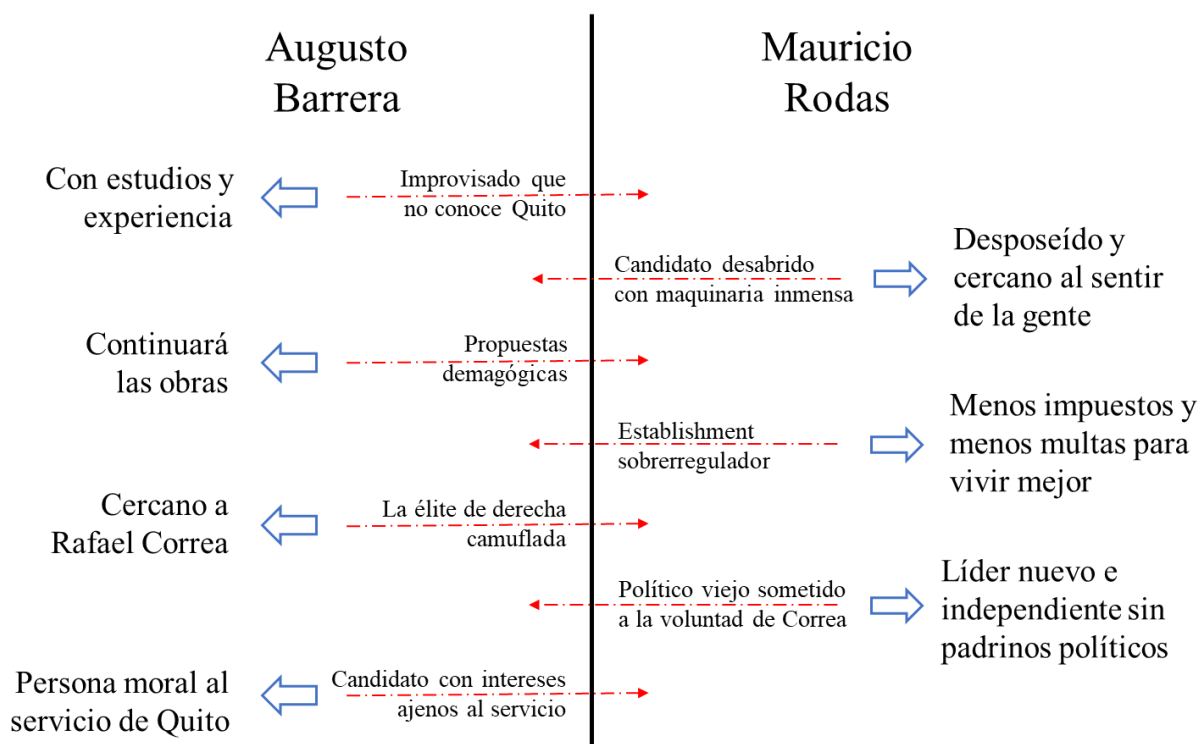 Augusto
Barrera
Mauricio
Rodas
Con estudios y
experiencia
Improvisado que
no conoce Quito
Candidato desabrido
con maquinaria inmensa
Desposeído y
cercano al sentir
de la gente
Continuará
las obras
Propuestas
demagógicas
Establishment
sobrerregulador
Menos impuestos y
menos multas para
vivir mejor
Cercano a
Rafael Correa
La élite de derecha
camuflada
Político viejo sometido
a la voluntad de Correa
Líder nuevo e
independiente sin
padrinos políticos
Persona moral al
servicio de Quito
Candidato con intereses
ajenos al servicio